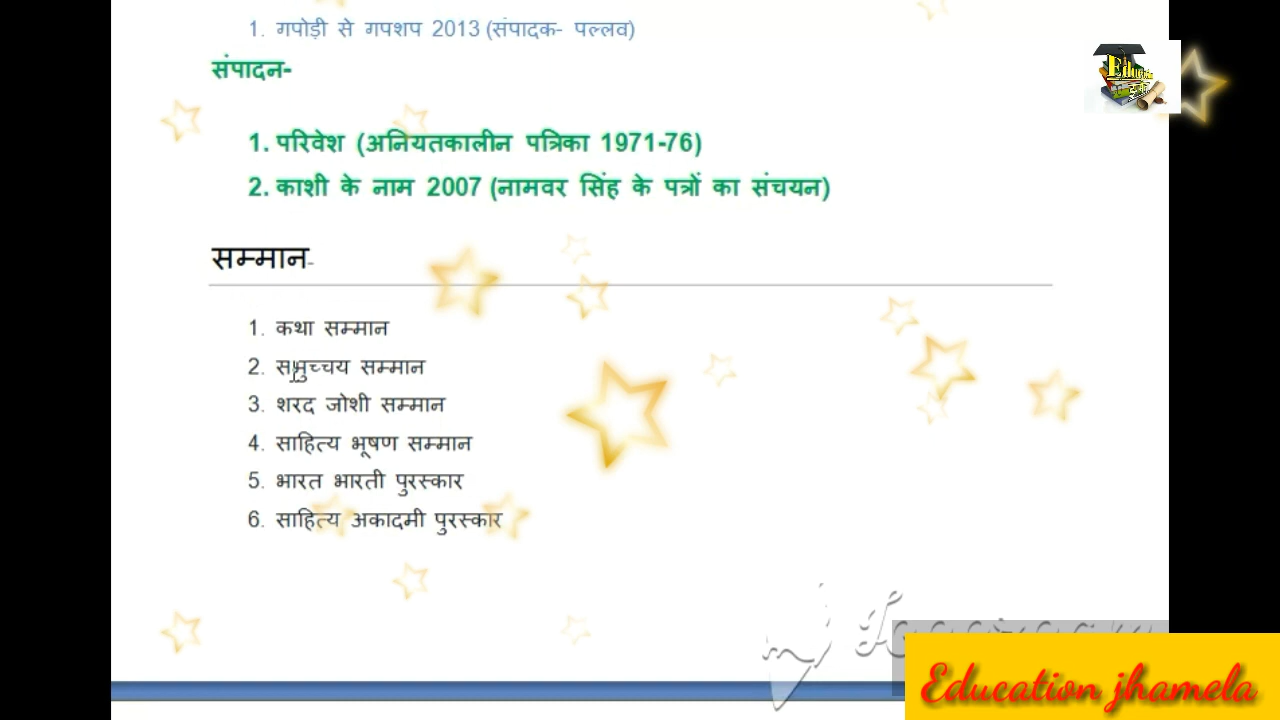 1. गपोड़ी से गपशप 2013 (संपादक- पल्लव)
संपादन-
1. परिवेश (अनियतकालीन पत्रिका 1971-76)
2. काशी के नाम 2007 (नामवर सिंह के पत्रों का संचयन)
सम्मान-
1. कथा सम्मान
2. समुच्चय सम्मान
3. शरद जोशी सम्मान
4. साहित्य भूषण सम्मान
5. भारत भारती पुरस्कार
6. साहित्य अकादमी पुरस्कार
Education jhamela